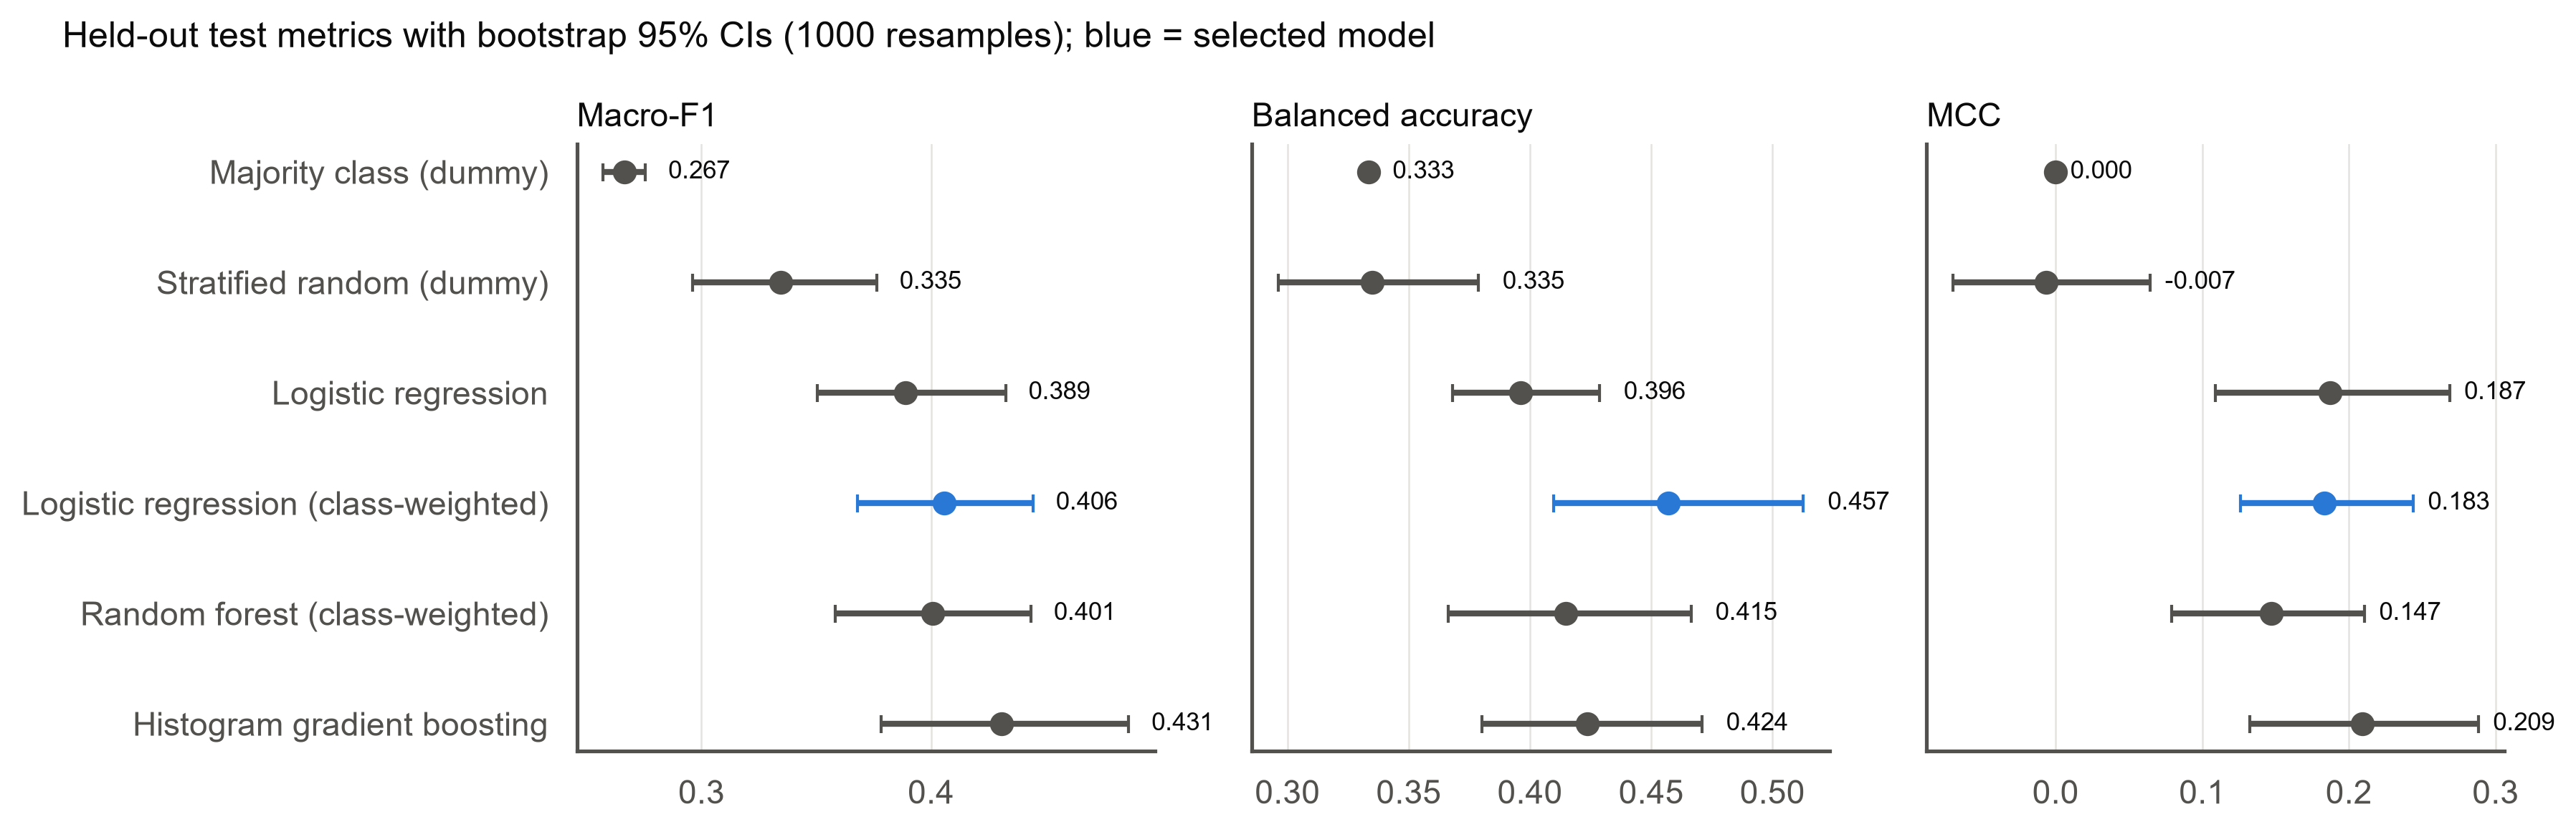 Held-out test metrics with bootstrap 95% CIs (1000 resamples); blue = selected model
Macro-F1
Balanced accuracy
MCC
Majority class (dummy)
0.267
0.333
0.000
Stratified random (dummy)
0.335
0.335
-0.007
Logistic regression
0.389
0.396
0.187
Logistic regression (class-weighted)
0.406
0.457
0.183
Random forest (class-weighted)
0.401
0.415
0.147
Histogram gradient boosting
0.431
0.424
0.209
0.3 0.4
0.30 0.35 0.40 0.45 0.50
0.0 0.1 0.2 0.3